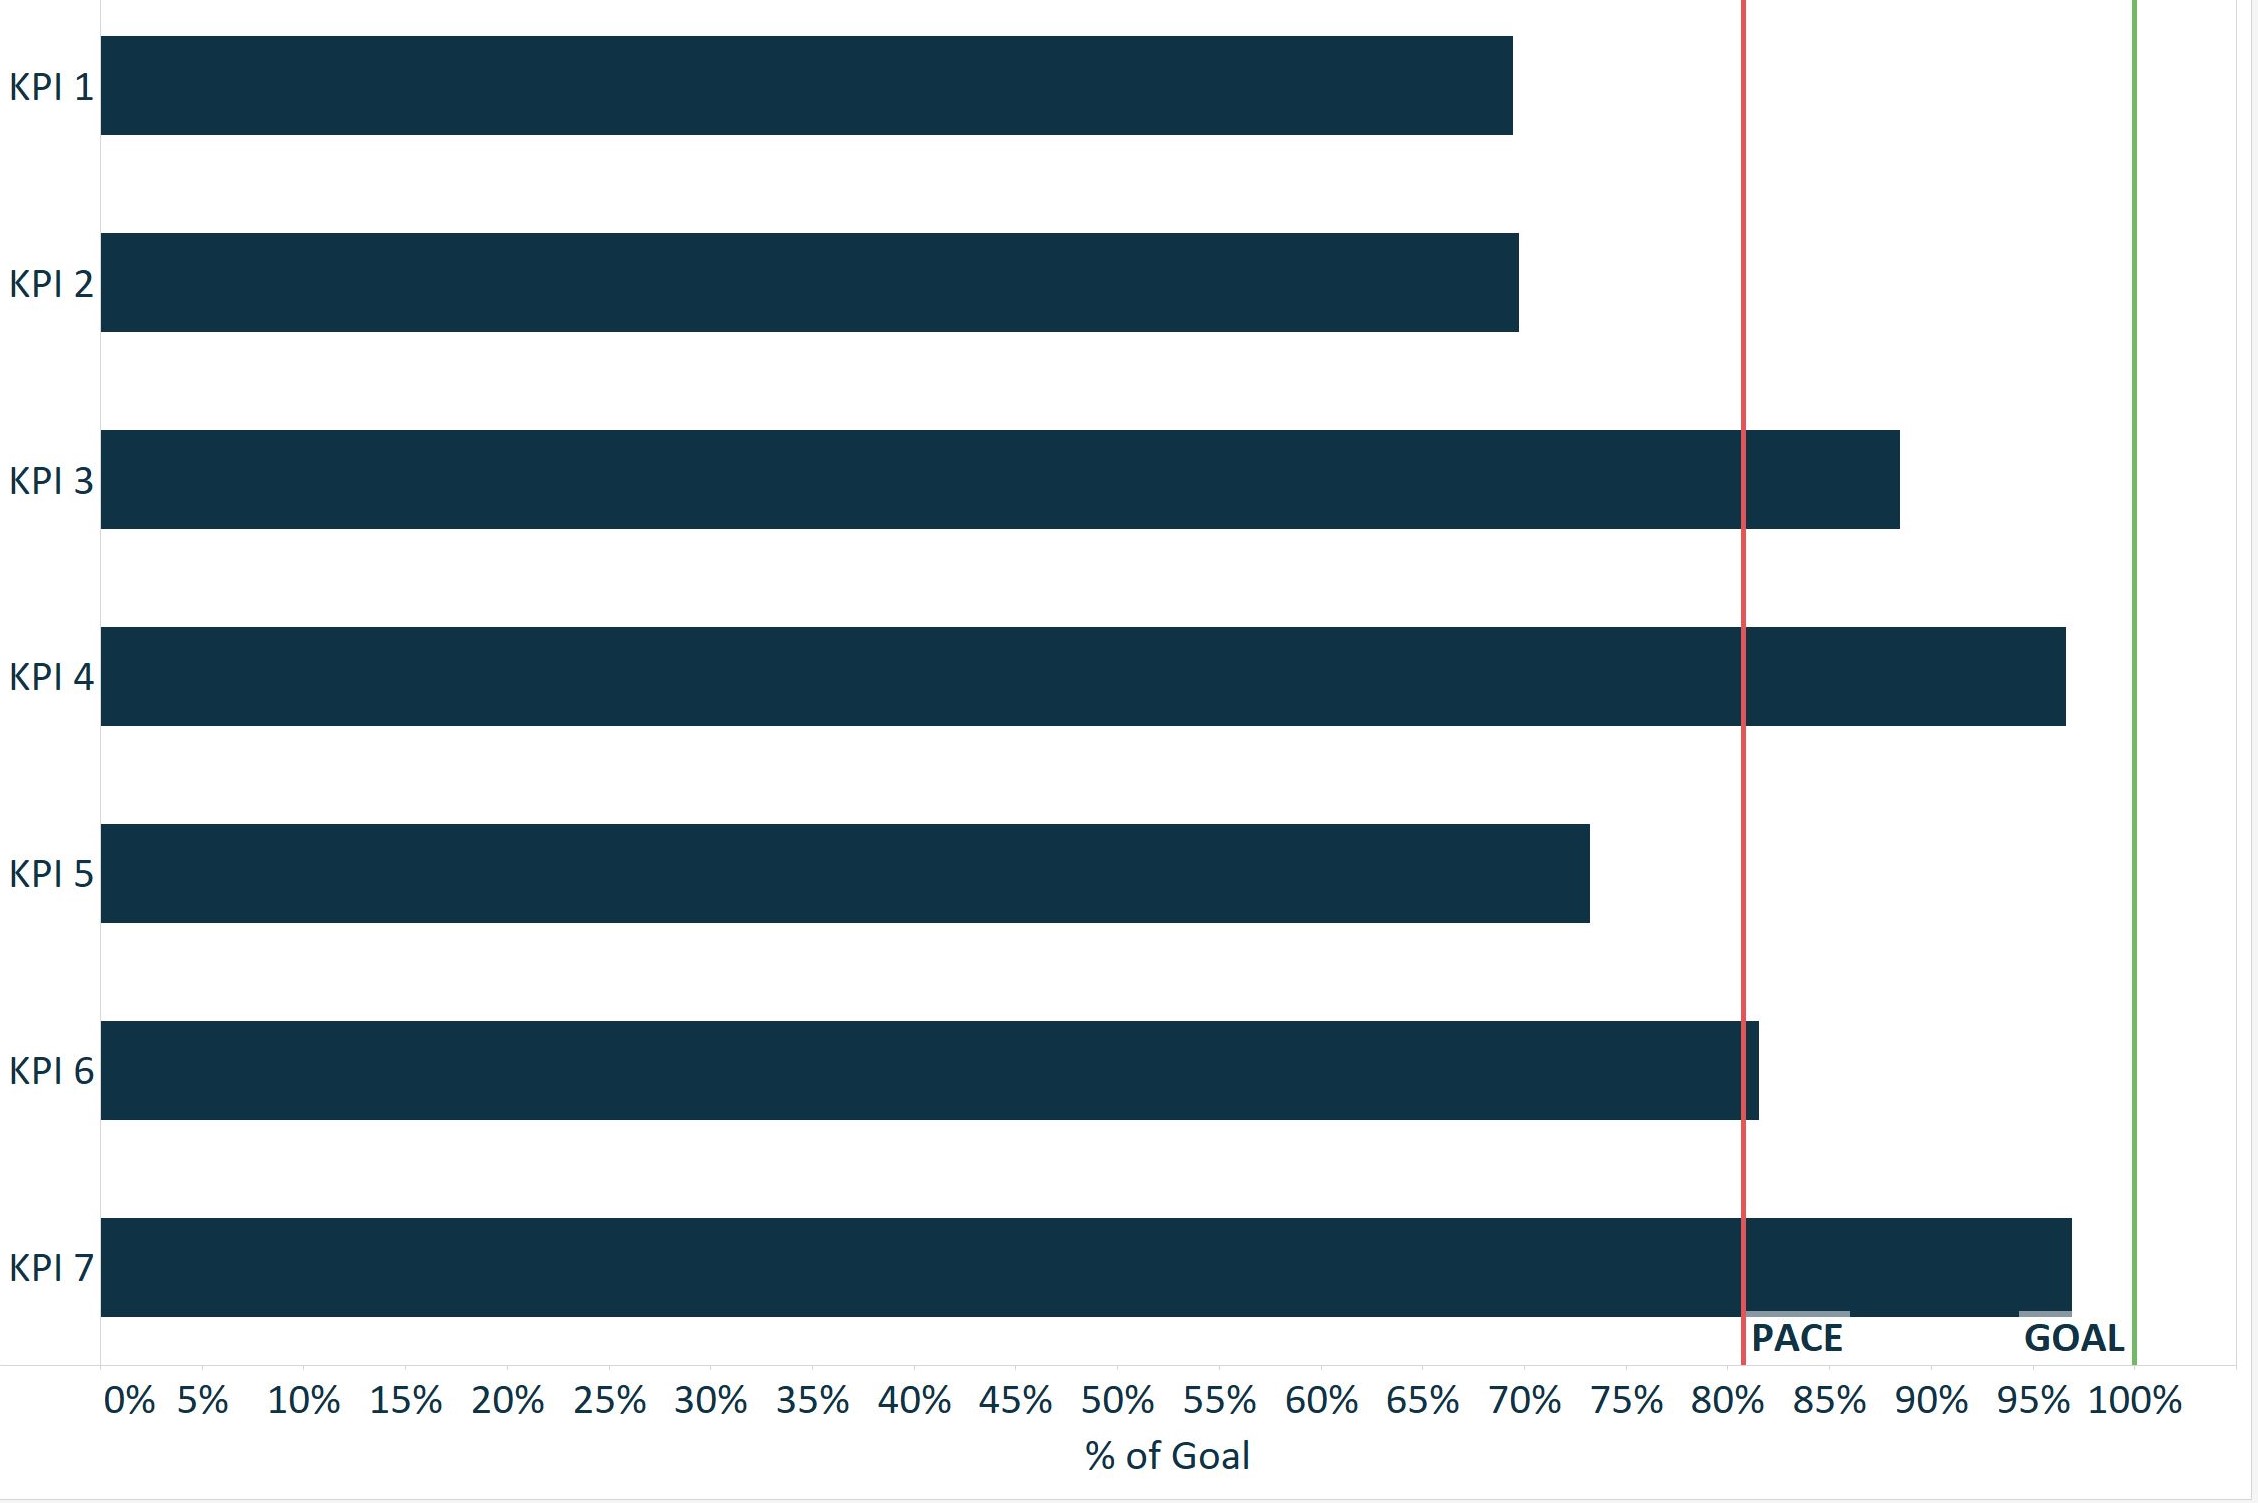 KPI 1
KPI 2
KPI 3
KPI 4
KPI 5
KPI 6
KPI 7
PACE GOAL
0% 5% 10% 15% 20% 25% 30% 35% 40% 45% 50% 55% 60% 65% 70% 75% 80% 85% 90% 95% 100%
% of Goal